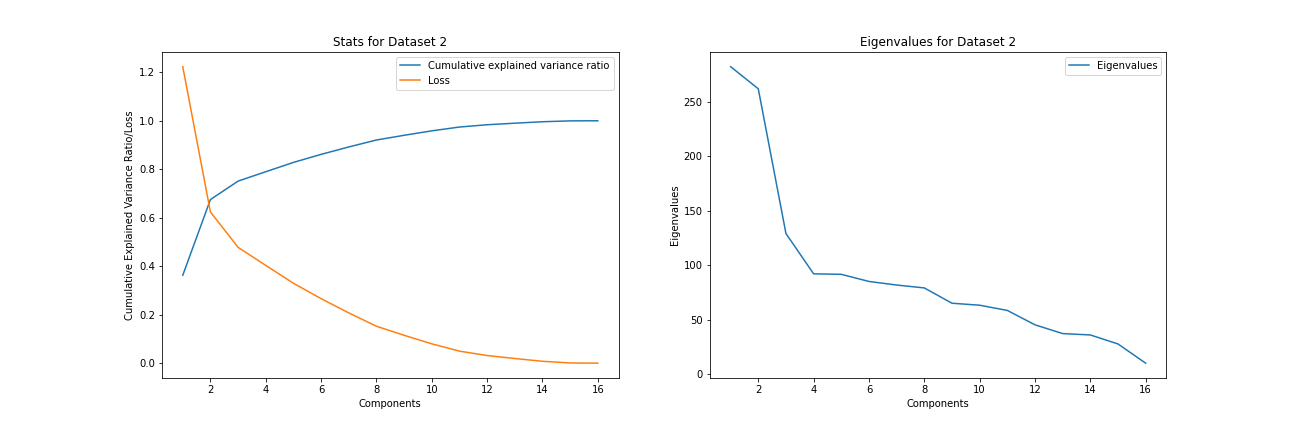 Stats for Dataset 2
Cumulative explained variance ratio
Loss
1.2
1.0
0.8
0.6
0.4
0.2
0.0
Cumulative Explained Variance Ratio/Loss
2 4 6 8 10 12 14 16
Components
Eigenvalues for Dataset 2
Eigenvalues
250
200
150
100
50
0
Eigenvalues
2 4 6 8 10 12 14 16
Components